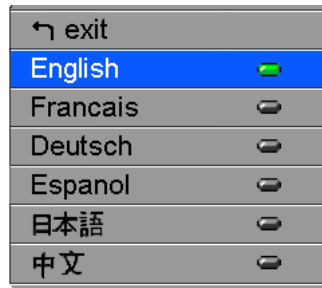 exit
English
Francais
Deutsch
Espanol
日本語
中文